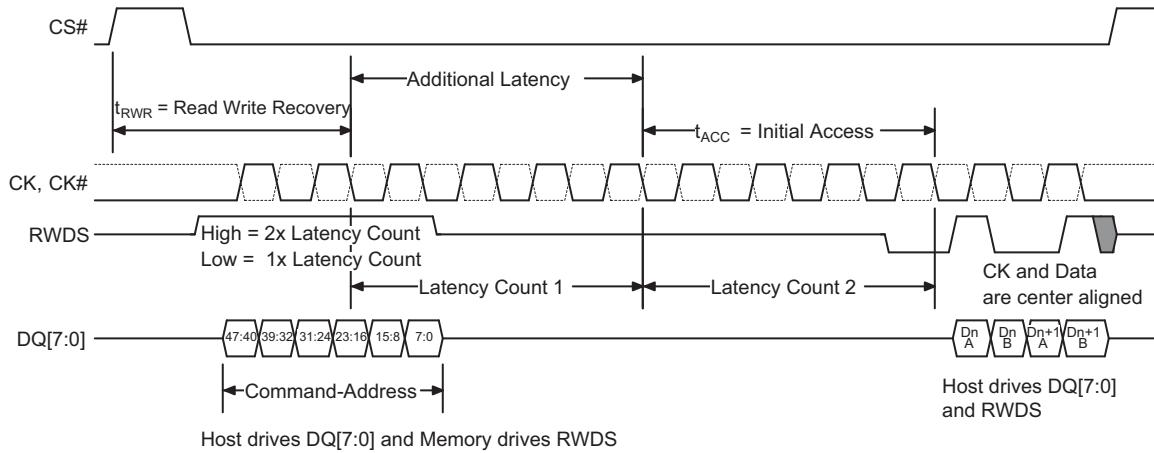 CS#
Additional Latency
tRWR = Read Write Recovery
tACC = Initial Access
CK, CK#
RWDS
High = 2x Latency Count
Low = 1x Latency Count
CK and Data
are center aligned
Latency Count 1
Latency Count 2
DQ[7:0]
47:40 39:32 31:24 23:16 15:8 7:0
Dn A
Dn B
Dn+1 A
Dn+1 B
Command-Address
Host drives DQ[7:0]
and RWDS
Host drives DQ[7:0] and Memory drives RWDS